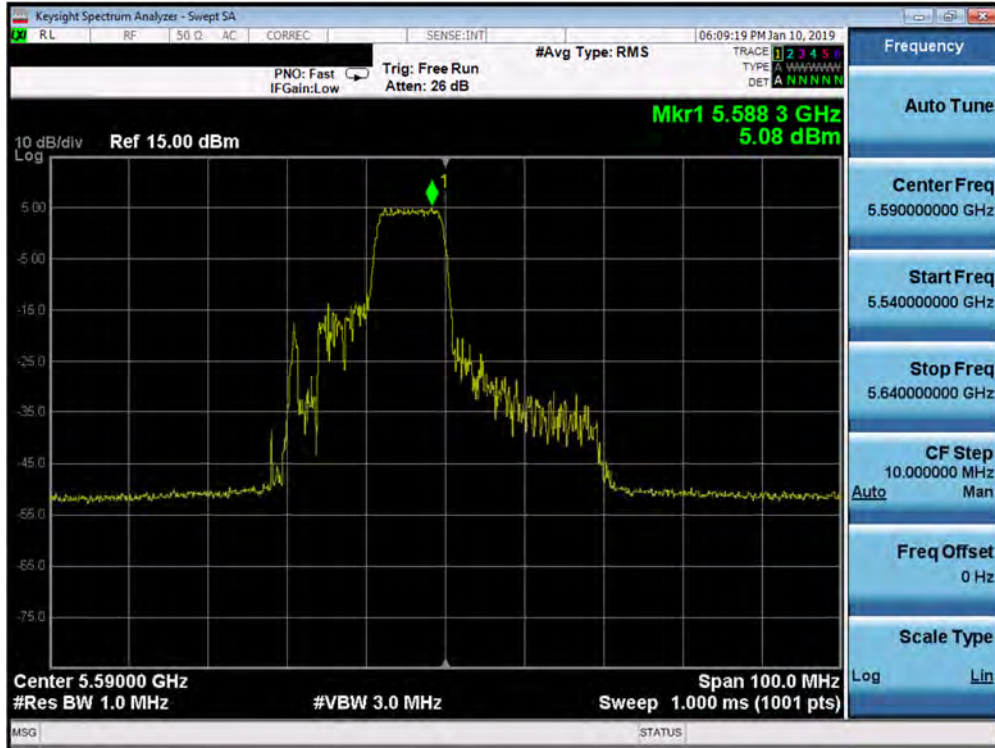 Keysight Spectrum Analyzer - Swept SA
RL RF 50 Ω AC CORREC SENSE:INT 06:09:19 PM Jan 10, 2019
#Avg Type: RMS TRACE 1 2 3 4 5 6
PNO: Fast Trig: Free Run TYPE A WWWWW
IFGain:Low Atten: 26 dB DET A N N N N N
Mkr1 5.588 3 GHz
5.08 dBm
10 dB/div Ref 15.00 dBm
Log
1
5.00
-5.00
-15.0
-25.0
-35.0
-45.0
-55.0
-65.0
-75.0
Center 5.59000 GHz Span 100.0 MHz
#Res BW 1.0 MHz #VBW 3.0 MHz Sweep 1.000 ms (1001 pts)
MSG STATUS
Frequency
Auto Tune
Center Freq
5.590000000 GHz
Start Freq
5.540000000 GHz
Stop Freq
5.640000000 GHz
CF Step
10.000000 MHz
Auto Man
Freq Offset
0 Hz
Scale Type
Log Lin